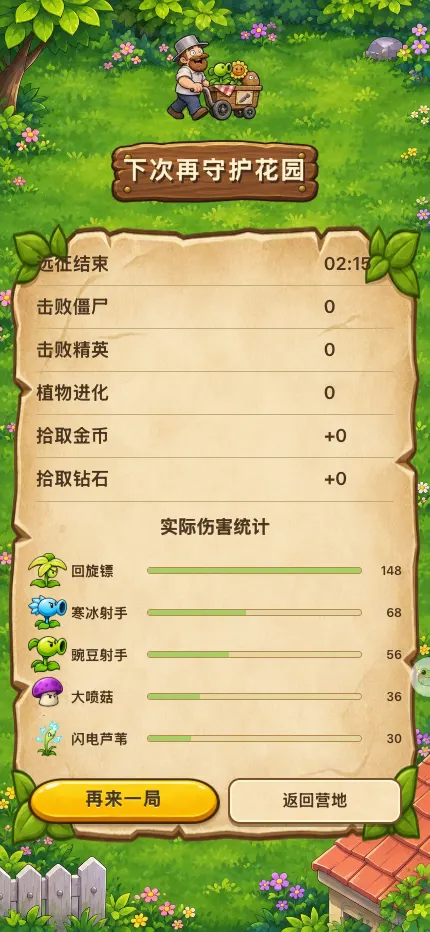 下次再守护花园
远征结束 02:15
击败僵尸 0
击败精英 0
植物进化 0
拾取金币 +0
拾取钻石 +0
实际伤害统计
回旋镖 148
寒冰射手 68
豌豆射手 56
大喷菇 36
闪电芦苇 30
再来一局 返回营地